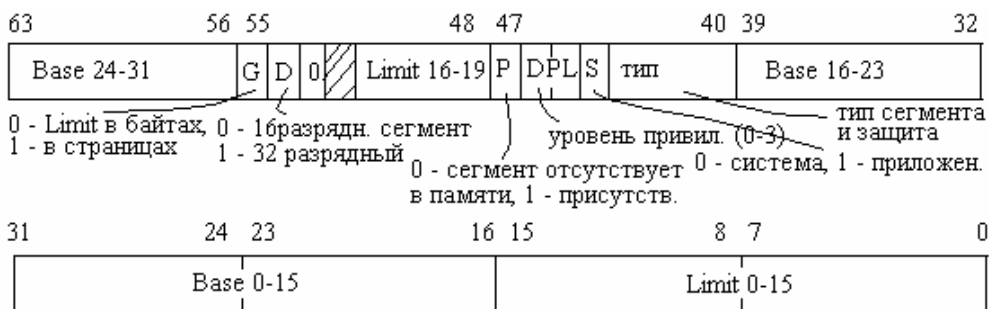 63 56 55 48 47 40 39 32
Base 24-31 G D 0 Limit 16-19 P DPL S тип Base 16-23
0 - Limit в байтах,
1 - в страницах
0 - 16разрядн. сегмент
1 - 32 разрядный
уровень привил. (0-3)
тип сегмента
и защита
0 - сегмент отсутствует
в памяти, 1 - присутств.
0 - система, 1 - приложен.
31 24 23 16 15 8 7 0
Base 0-15 Limit 0-15